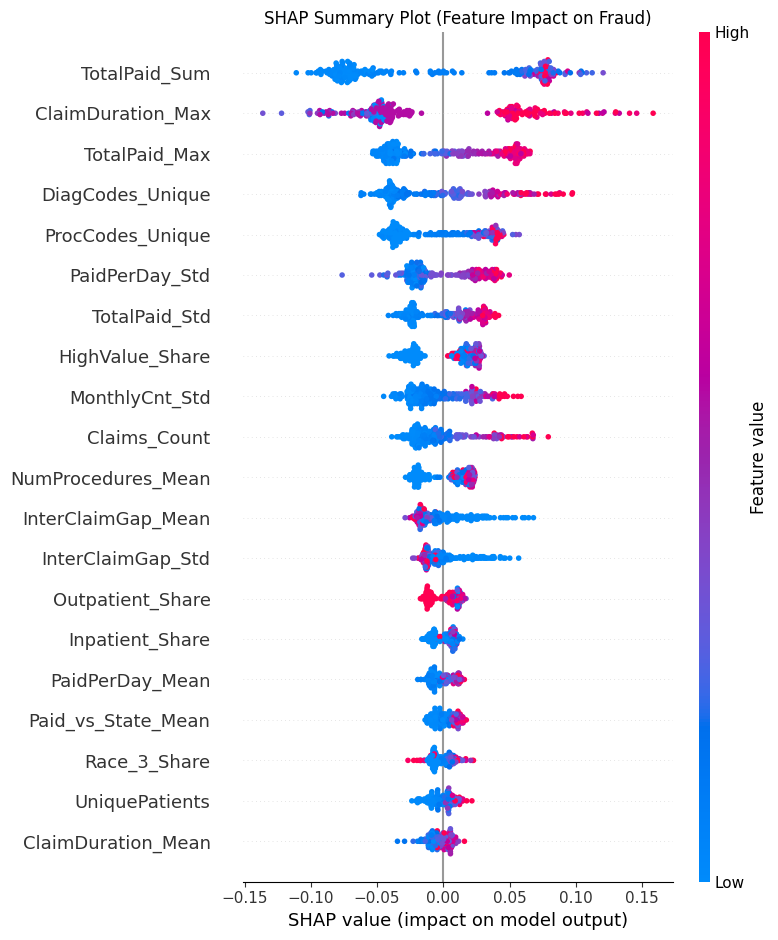 SHAP Summary Plot (Feature Impact on Fraud)
High
TotalPaid_Sum
ClaimDuration_Max
TotalPaid_Max
DiagCodes_Unique
ProcCodes_Unique
PaidPerDay_Std
TotalPaid_Std
HighValue_Share
MonthlyCnt_Std
Claims_Count
NumProcedures_Mean
InterClaimGap_Mean
InterClaimGap_Std
Outpatient_Share
Inpatient_Share
PaidPerDay_Mean
Paid_vs_State_Mean
Race_3_Share
UniquePatients
ClaimDuration_Mean
Feature value
Low
−0.15 −0.10 −0.05 0.00 0.05 0.10 0.15
SHAP value (impact on model output)